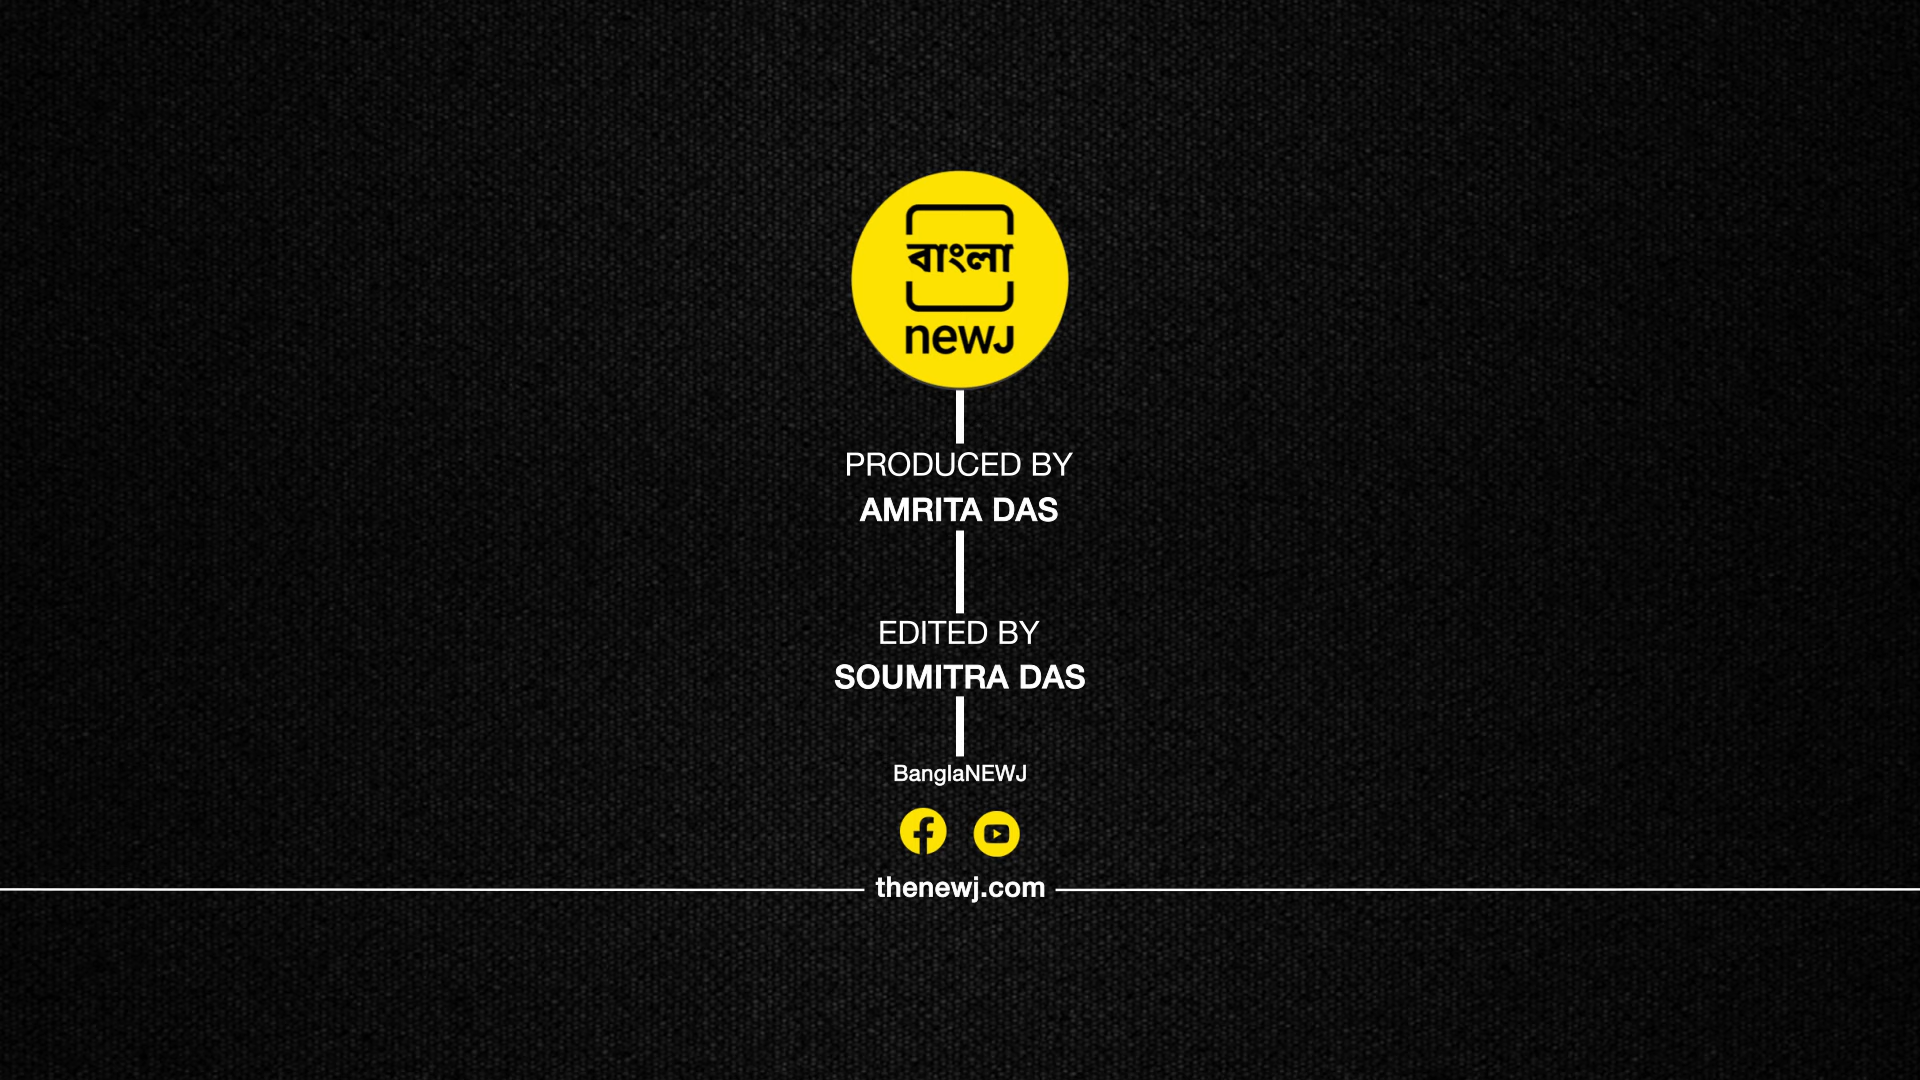 বাংলা
newJ
PRODUCED BY
AMRITA DAS
EDITED BY
SOUMITRA DAS
BanglaNEWJ
thenewj.com